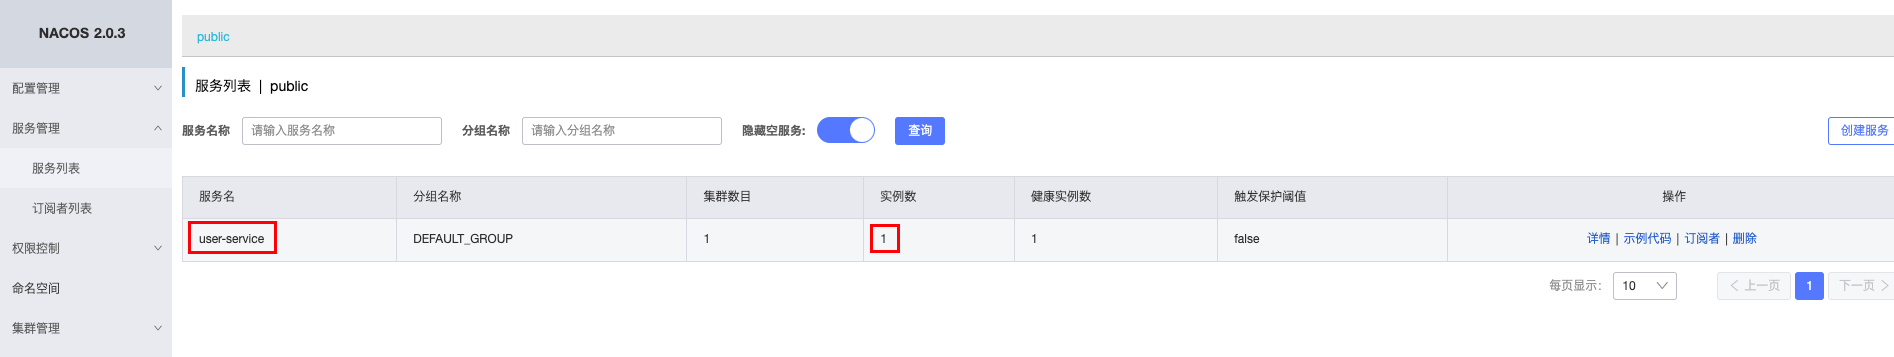 NACOS 2.0.3
配置管理
服务管理
服务列表
订阅者列表
权限控制
命名空间
集群管理
public
服务列表 | public
服务名称 请输入服务名称 分组名称 请输入分组名称 隐藏空服务: 查询 创建服务
服务名 分组名称 集群数目 实例数 健康实例数 触发保护阈值 操作
user-service DEFAULT_GROUP 1 1 1 false 详情 | 示例代码 | 订阅者 | 删除
每页显示: 10 上一页 1 下一页